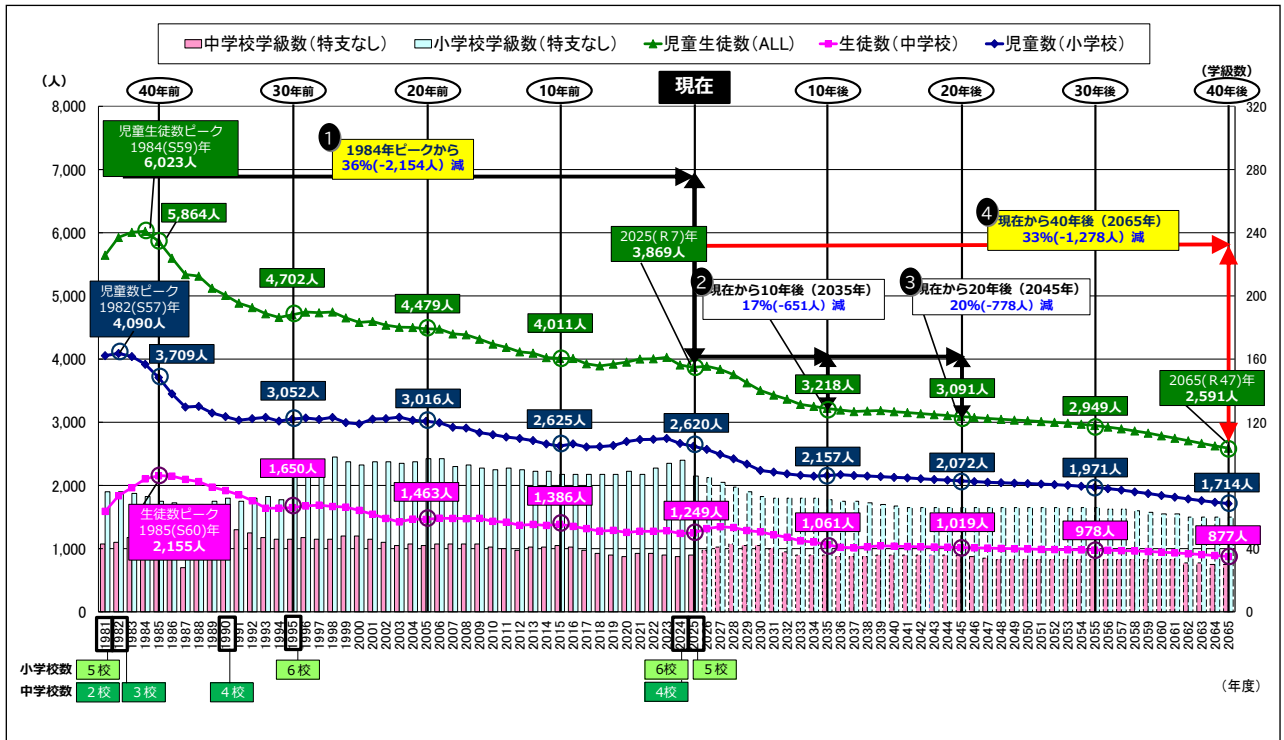 中学校学級数(特支なし) 小学校学級数(特支なし) 児童生徒数(ALL) 生徒数(中学校) 児童数(小学校)
(人)
(学級数)
40年前
30年前
20年前
10年前
現在
10年後
20年後
30年後
40年後
8,000
7,000
6,000
5,000
4,000
3,000
2,000
1,000
0
320
280
240
200
160
120
80
40
0
児童生徒数ピーク
1984(S59)年
6,023人
5,864人
1
1984年ピークから
36%(-2,154人)減
4
現在から40年後(2065年)
33%(-1,278人)減
2025(R7)年
3,869人
2
現在から10年後(2035年)
17%(-651人)減
3
現在から20年後(2045年)
20%(-778人)減
4,702人
4,479人
4,011人
3,218人
3,091人
2,949人
2065(R47)年
2,591人
児童数ピーク
1982(S57)年
4,090人
3,709人
3,052人
3,016人
2,625人
2,620人
2,157人
2,072人
1,971人
1,714人
生徒数ピーク
1985(S60)年
2,155人
1,650人
1,463人
1,386人
1,249人
1,061人
1,019人
978人
877人
1981 1982 1983 1984 1985 1986 1987 1988 1989 1990 1991 1992 1993 1994 1995 1996 1997 1998 1999 2000 2001 2002 2003 2004 2005 2006 2007 2008 2009 2010 2011 2012 2013 2014 2015 2016 2017 2018 2019 2020 2021 2022 2023 2024 2025 2026 2027 2028 2029 2030 2031 2032 2033 2034 2035 2036 2037 2038 2039 2040 2041 2042 2043 2044 2045 2046 2047 2048 2049 2050 2051 2052 2053 2054 2055 2056 2057 2058 2059 2060 2061 2062 2063 2064 2065
小学校数 5校 6校 6校 5校
中学校数 2校 3校 4校 4校
(年度)